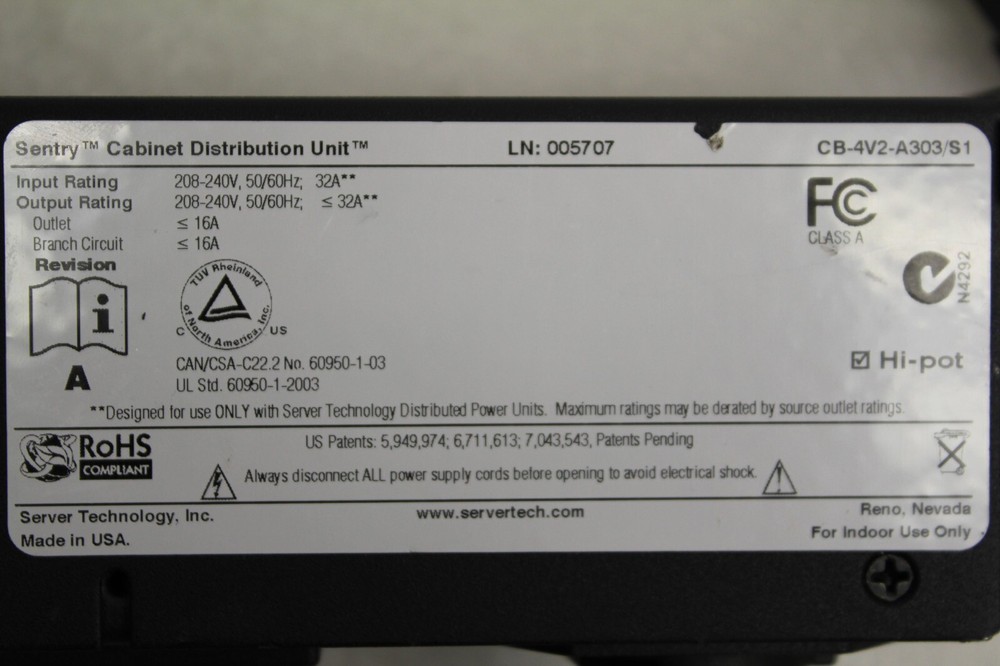 Sentry™ Cabinet Distribution Unit™ LN: 005707 CB-4V2-A303/S1
Input Rating 208-240V, 50/60Hz; 32A**
Output Rating 208-240V, 50/60Hz; ≤ 32A**
Outlet ≤ 16A
Branch Circuit ≤ 16A
Revision
i
A
TUV Rheinland
of North America, Inc.
C US
CAN/CSA-C22.2 No. 60950-1-03
UL Std. 60950-1-2003
FC
CLASS A
N4292
☑ Hi-pot
**Designed for use ONLY with Server Technology Distributed Power Units. Maximum ratings may be derated by source outlet ratings.
RoHS
COMPLIANT
US Patents: 5,949,974; 6,711,613; 7,043,543, Patents Pending
Always disconnect ALL power supply cords before opening to avoid electrical shock.
Server Technology, Inc. www.servertech.com Reno, Nevada
Made in USA. For Indoor Use Only